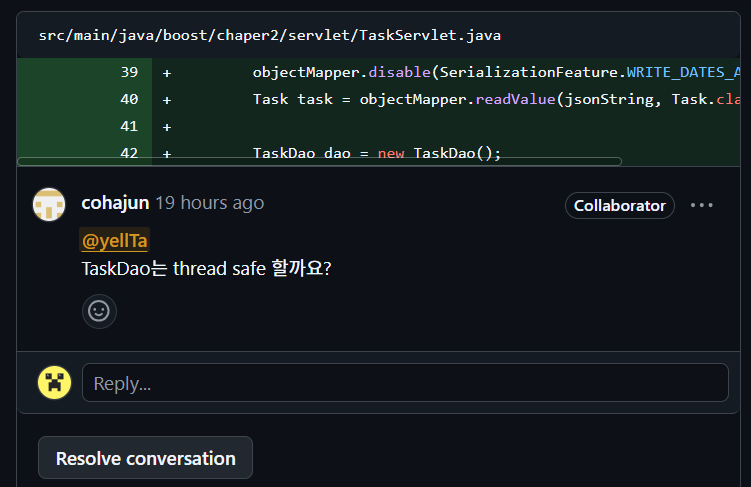 src/main/java/boost/chaper2/servlet/TaskServlet.java
39 + objectMapper.disable(SerializationFeature.WRITE_DATES_A
40 + Task task = objectMapper.readValue(jsonString, Task.cla
41 +
42 + TaskDao dao = new TaskDao();
cohajun 19 hours ago Collaborator ...
@yellTa
TaskDao는 thread safe 할까요?
Reply...
Resolve conversation